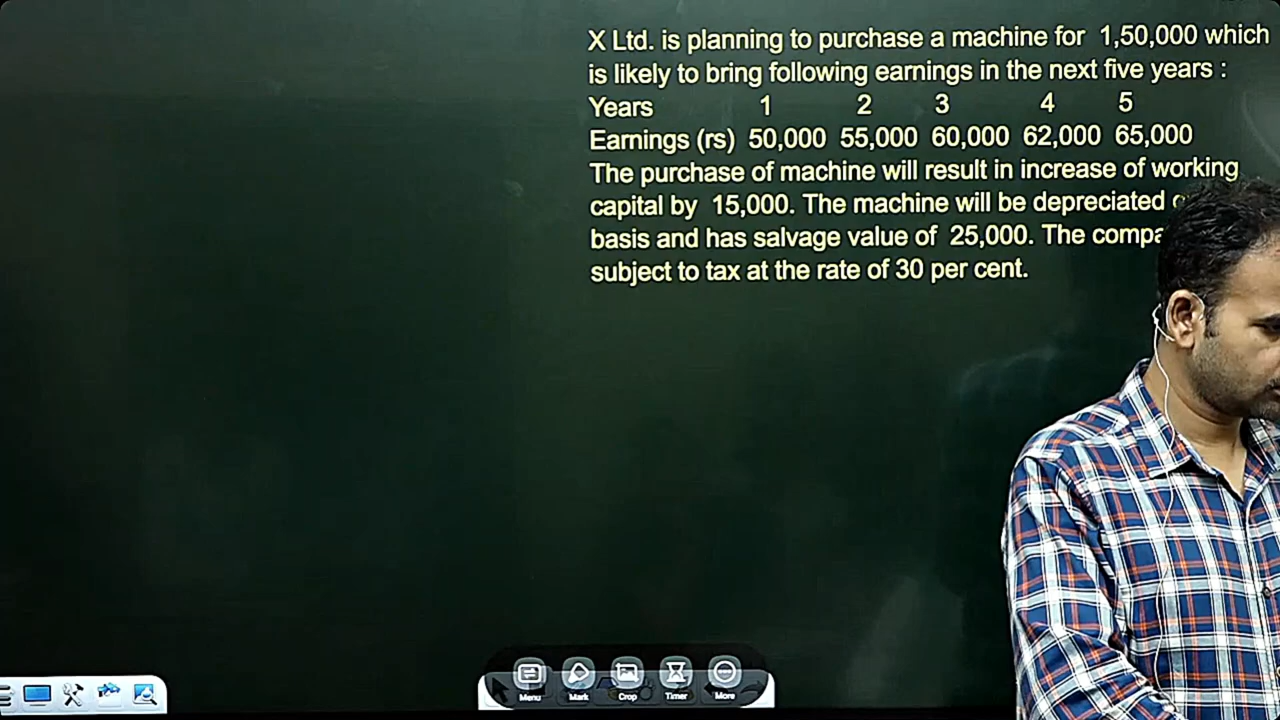 X Ltd. is planning to purchase a machine for 1,50,000 which
is likely to bring following earnings in the next five years :
Years 1 2 3 4 5
Earnings (rs) 50,000 55,000 60,000 62,000 65,000
The purchase of machine will result in increase of working
capital by 15,000. The machine will be depreciated
basis and has salvage value of 25,000. The
subject to tax at the rate of 30 per cent.
Menu Mark Crop Timer More